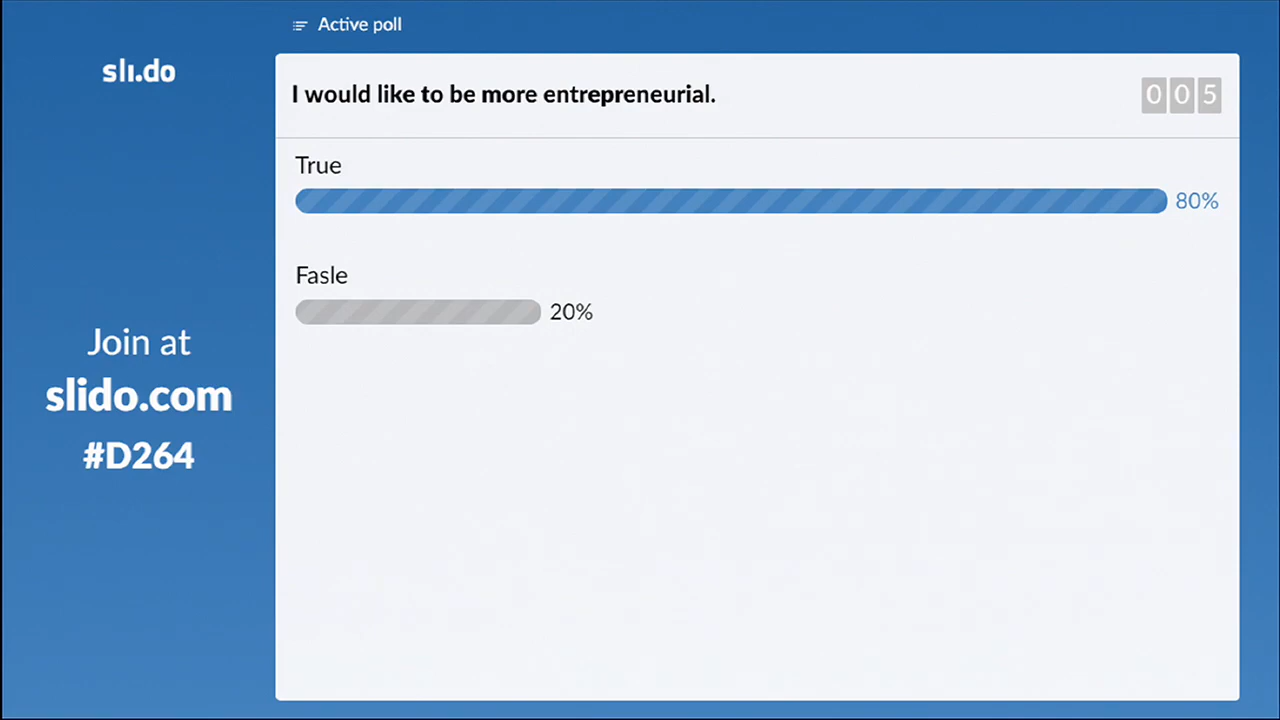 Active poll
sli.do
I would like to be more entrepreneurial.
005
True
80%
Fasle
20%
Join at
slido.com
#D264